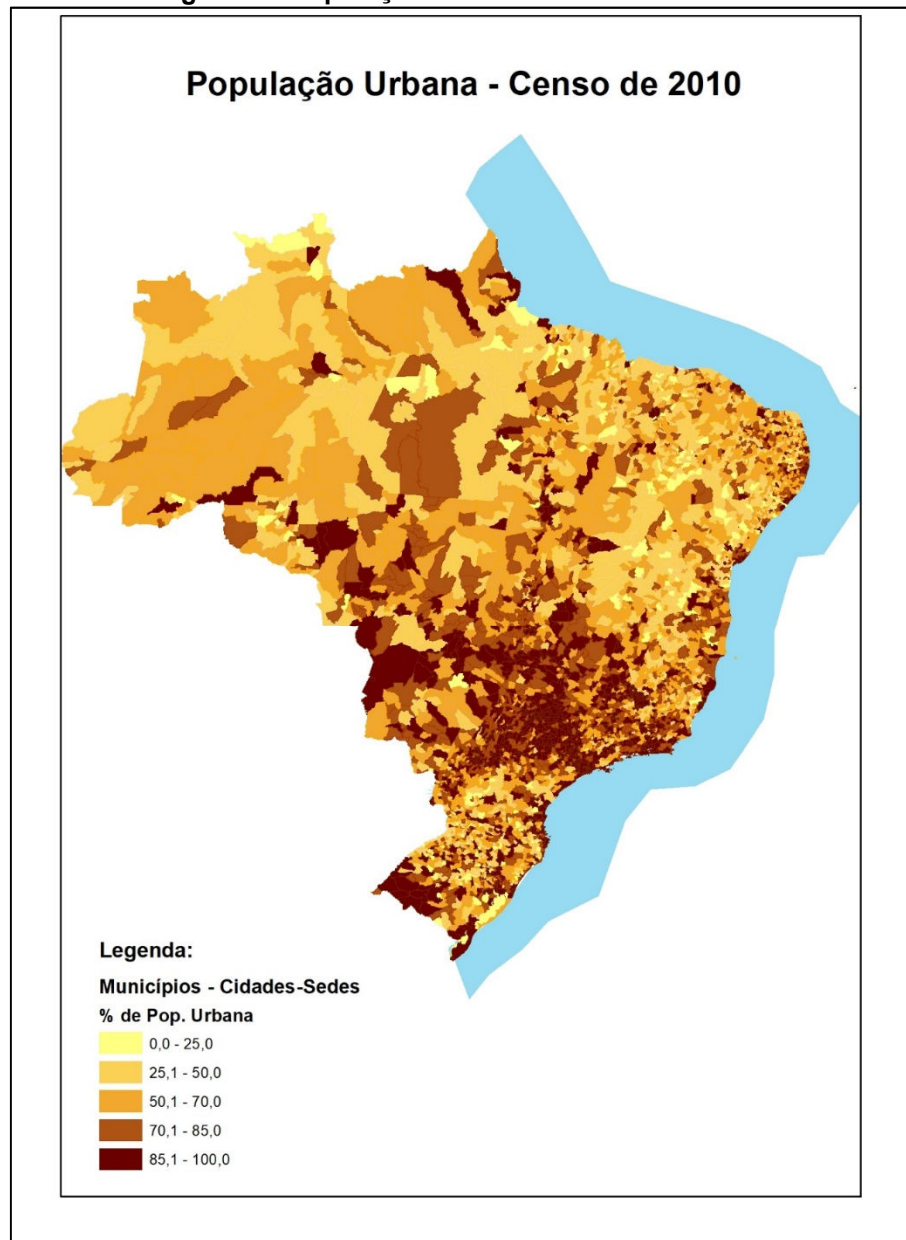 População Urbana - Censo de 2010
Legenda:
Municípios - Cidades-Sedes
% de Pop. Urbana
0,0 - 25,0
25,1 - 50,0
50,1 - 70,0
70,1 - 85,0
85,1 - 100,0